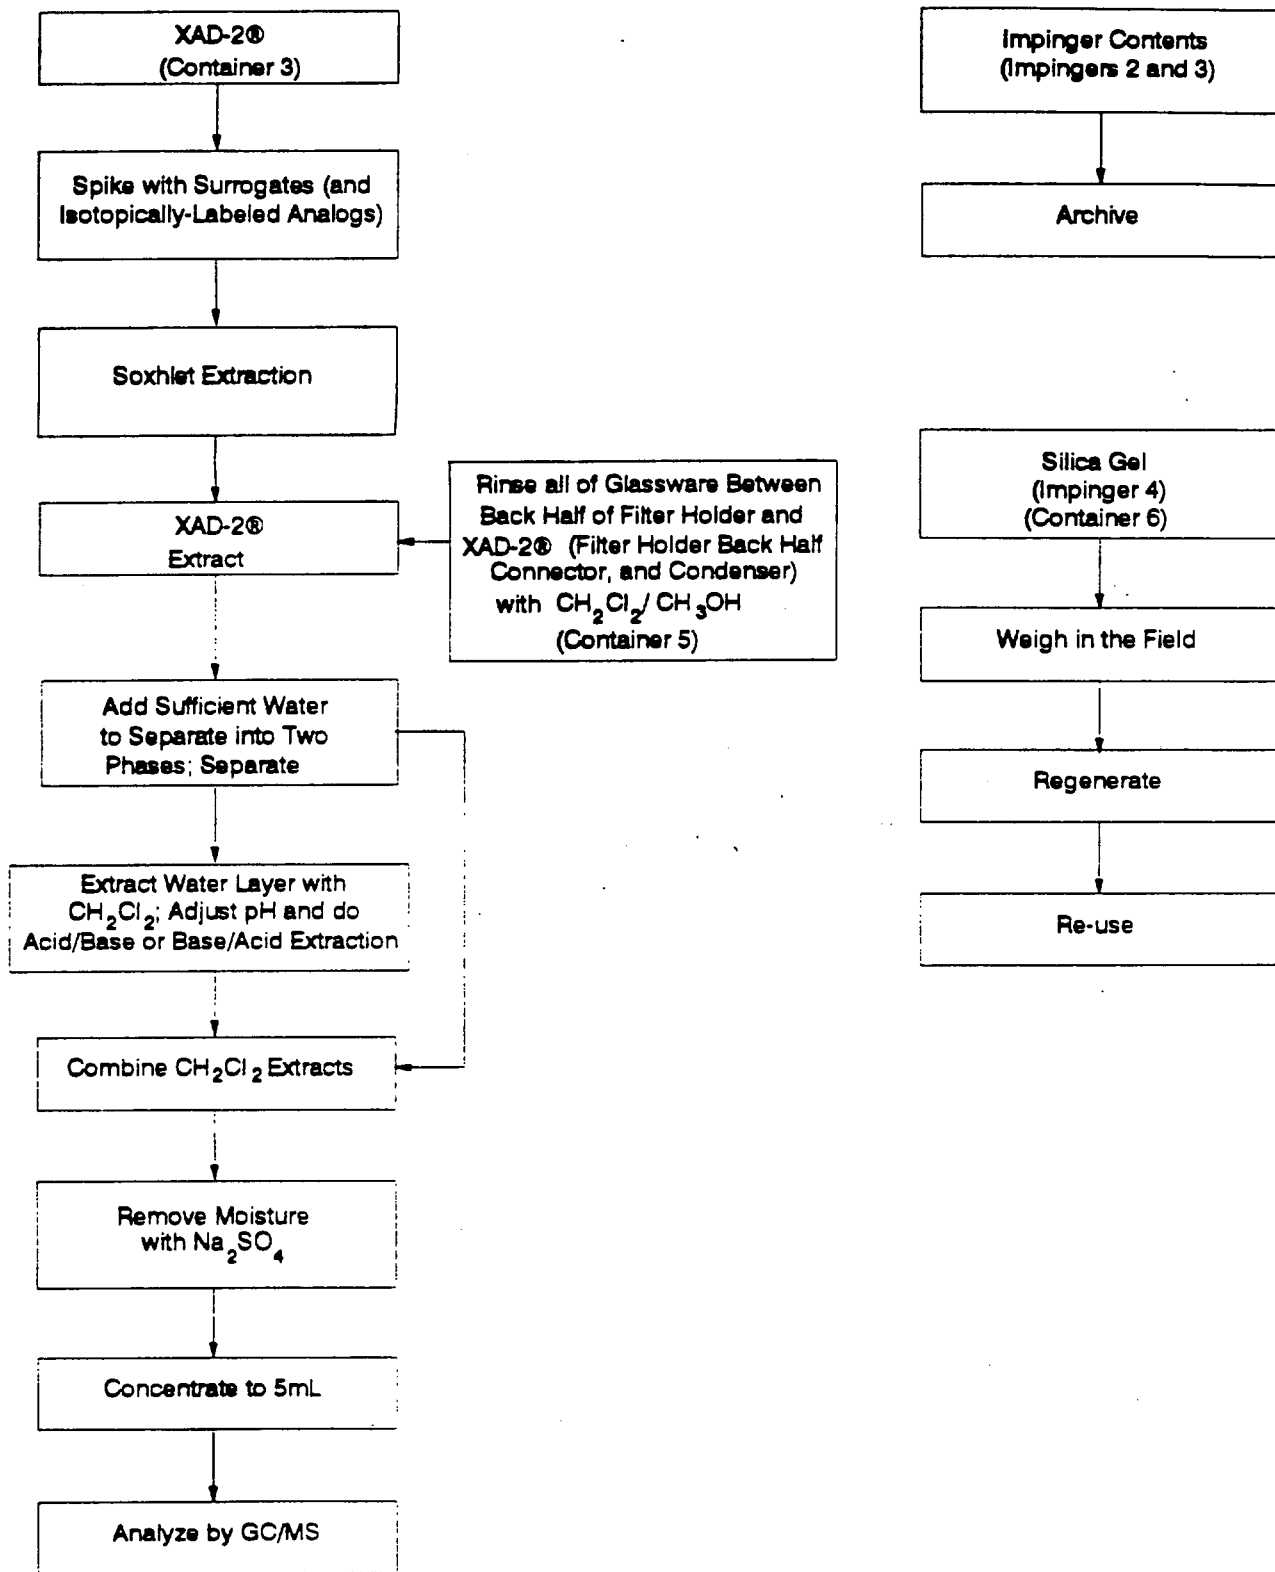 XAD-2®
(Container 3)
Spike with Surrogates (and
Isotopically-Labeled Analogs)
Soxhlet Extraction
XAD-2®
Extract
Rinse all of Glassware Between
Back Half of Filter Holder and
XAD-2® (Filter Holder Back Half
Connector, and Condenser)
with CH2Cl2/ CH3OH
(Container 5)
Add Sufficient Water
to Separate into Two
Phases; Separate
Extract Water Layer with
CH2Cl2; Adjust pH and do
Acid/Base or Base/Acid Extraction
Combine CH2Cl2 Extracts
Remove Moisture
with Na2SO4
Concentrate to 5mL
Analyze by GC/MS
Impinger Contents
(Impingers 2 and 3)
Archive
Silica Gel
(Impinger 4)
(Container 6)
Weigh in the Field
Regenerate
Re-use